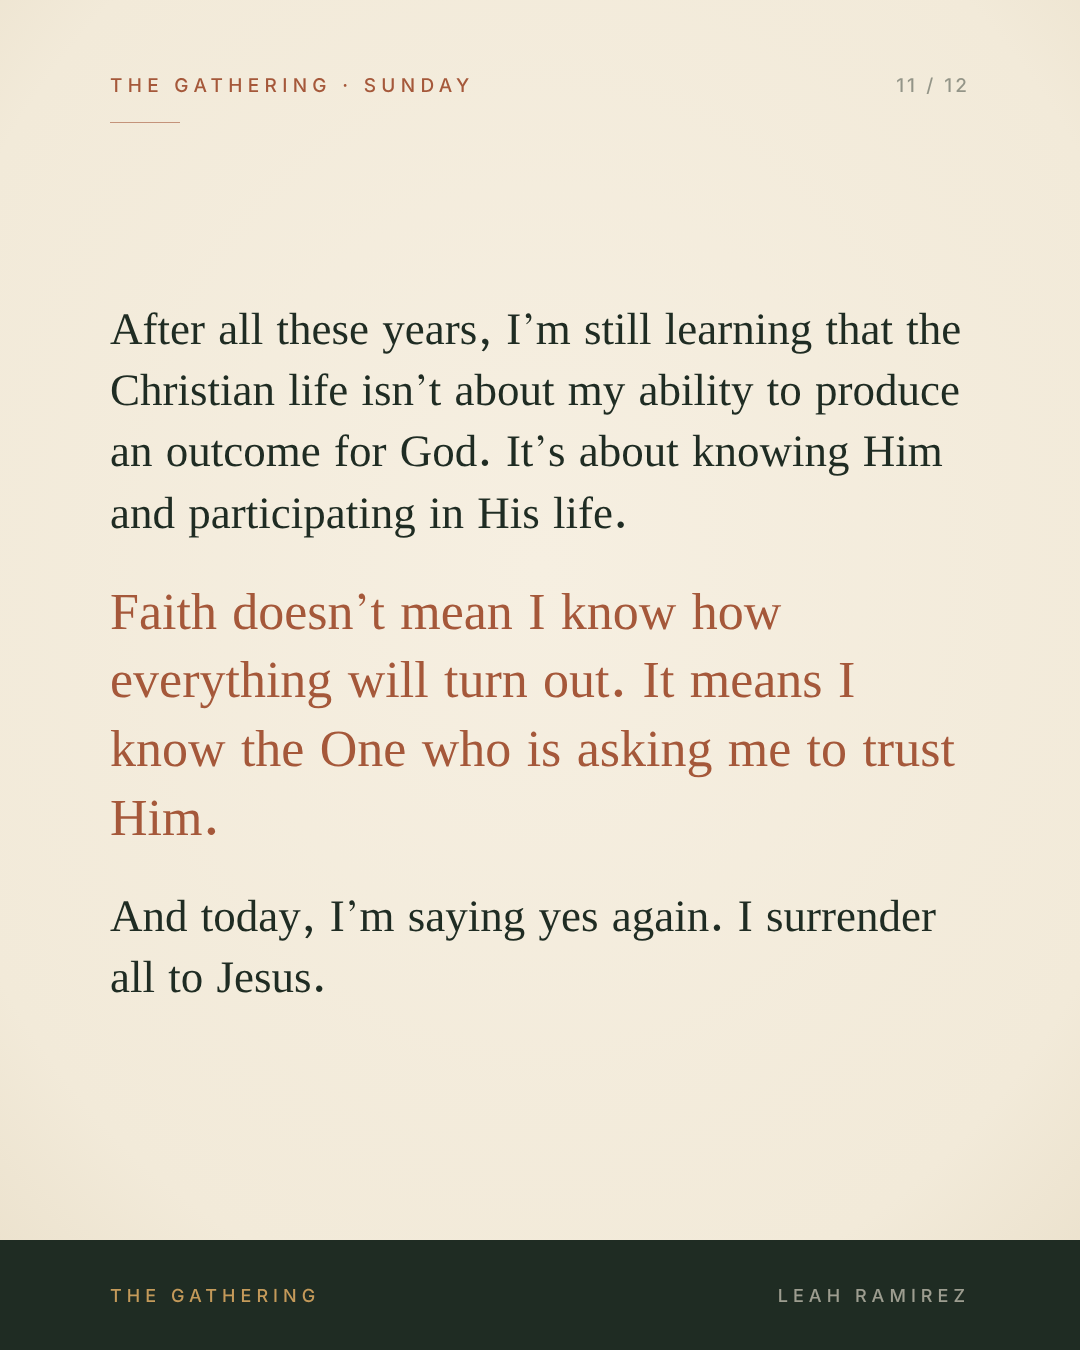 THE GATHERING · SUNDAY
11 / 12
After all these years, I’m still learning that the
Christian life isn’t about my ability to produce
an outcome for God. It’s about knowing Him
and participating in His life.
Faith doesn’t mean I know how
everything will turn out. It means I
know the One who is asking me to trust
Him.
And today, I’m saying yes again. I surrender
all to Jesus.
THE GATHERING
LEAH RAMIREZ